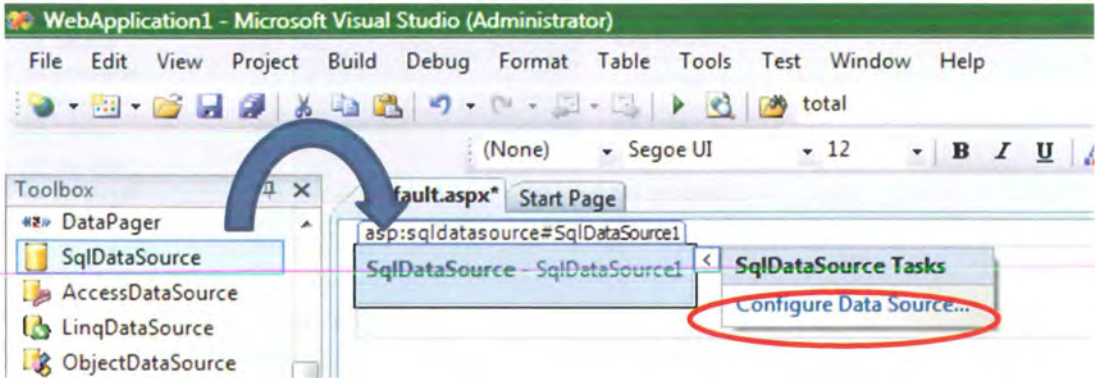 WebApplication1 - Microsoft Visual Studio (Administrator)
File Edit View Project Build Debug Format Table Tools Test Window Help
total
(None) Segoe UI 12 B I U
Toolbox
fault.aspx* Start Page
DataPager
asp:sqldatasource#SqlDataSource1
SqlDataSource
SqlDataSource - SqlDataSource1
SqlDataSource Tasks
AccessDataSource
Configure Data Source...
LinqDataSource
ObjectDataSource